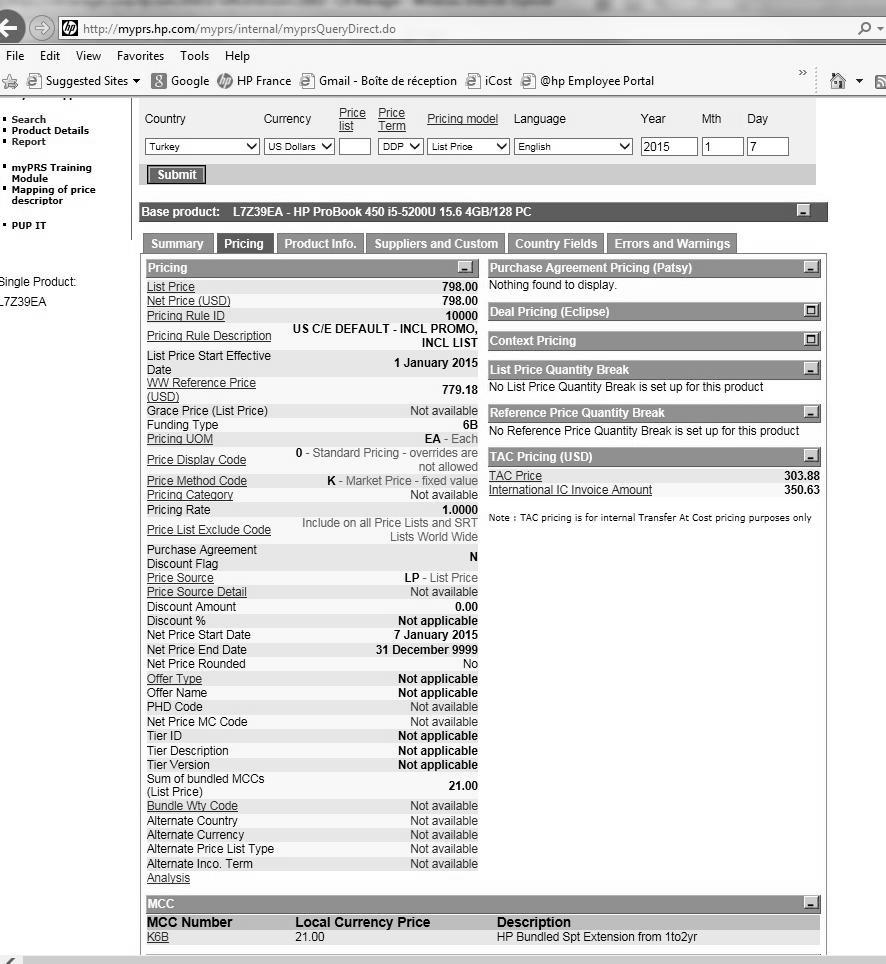 http://myprs.hp.com/myprs/internal/myprsQueryDirect.do
File Edit View Favorites Tools Help
Suggested Sites Google HP France Gmail - Boîte de réception iCost @hp Employee Portal »
Search
Product Details
Report
myPRS Training
Module
Mapping of price
descriptor
PUP IT
Single Product:
L7Z39EA
Country Currency Price list Price Term Pricing model Language Year Mth Day
Turkey US Dollars DDP List Price English 2015 1 7
Submit
Base product: L7Z39EA - HP ProBook 450 i5-5200U 15.6 4GB/128 PC
Summary Pricing Product Info. Suppliers and Custom Country Fields Errors and Warnings
Pricing
List Price 798.00
Net Price (USD) 798.00
Pricing Rule ID 10000
Pricing Rule Description US C/E DEFAULT - INCL PROMO,
INCL LIST
List Price Start Effective
Date 1 January 2015
WW Reference Price
(USD) 779.18
Grace Price (List Price) Not available
Funding Type 6B
Pricing UOM EA - Each
Price Display Code 0 - Standard Pricing - overrides are
not allowed
Price Method Code K - Market Price - fixed value
Pricing Category Not available
Pricing Rate 1.0000
Price List Exclude Code Include on all Price Lists and SRT
Lists World Wide
Purchase Agreement
Discount Flag N
Price Source LP - List Price
Price Source Detail Not available
Discount Amount 0.00
Discount % Not applicable
Net Price Start Date 7 January 2015
Net Price End Date 31 December 9999
Net Price Rounded No
Offer Type Not applicable
Offer Name Not applicable
PHD Code Not available
Net Price MC Code Not available
Tier ID Not applicable
Tier Description Not applicable
Tier Version Not applicable
Sum of bundled MCCs
(List Price) 21.00
Bundle Wty Code Not available
Alternate Country Not available
Alternate Currency Not available
Alternate Price List Type Not available
Alternate Inco. Term Not available
Analysis
Purchase Agreement Pricing (Patsy)
Nothing found to display.
Deal Pricing (Eclipse)
Context Pricing
List Price Quantity Break
No List Price Quantity Break is set up for this product
Reference Price Quantity Break
No Reference Price Quantity Break is set up for this product
TAC Pricing (USD)
TAC Price 303.88
International IC Invoice Amount 350.63
Note : TAC pricing is for internal Transfer At Cost pricing purposes only
MCC
MCC Number Local Currency Price Description
K6B 21.00 HP Bundled Spt Extension from 1to2yr